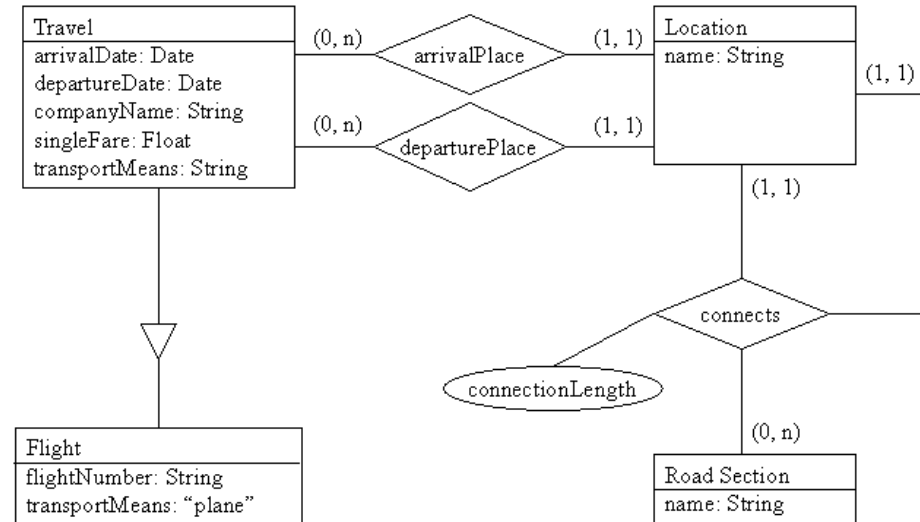 Travel
arrivalDate: Date
departureDate: Date
companyName: String
singleFare: Float
transportMeans: String
(0, n)
arrivalPlace
(1, 1)
(0, n)
departurePlace
(1, 1)
Location
name: String
(1, 1)
(1, 1)
connects
connectionLength
(0, n)
Flight
flightNumber: String
transportMeans: “plane”
Road Section
name: String